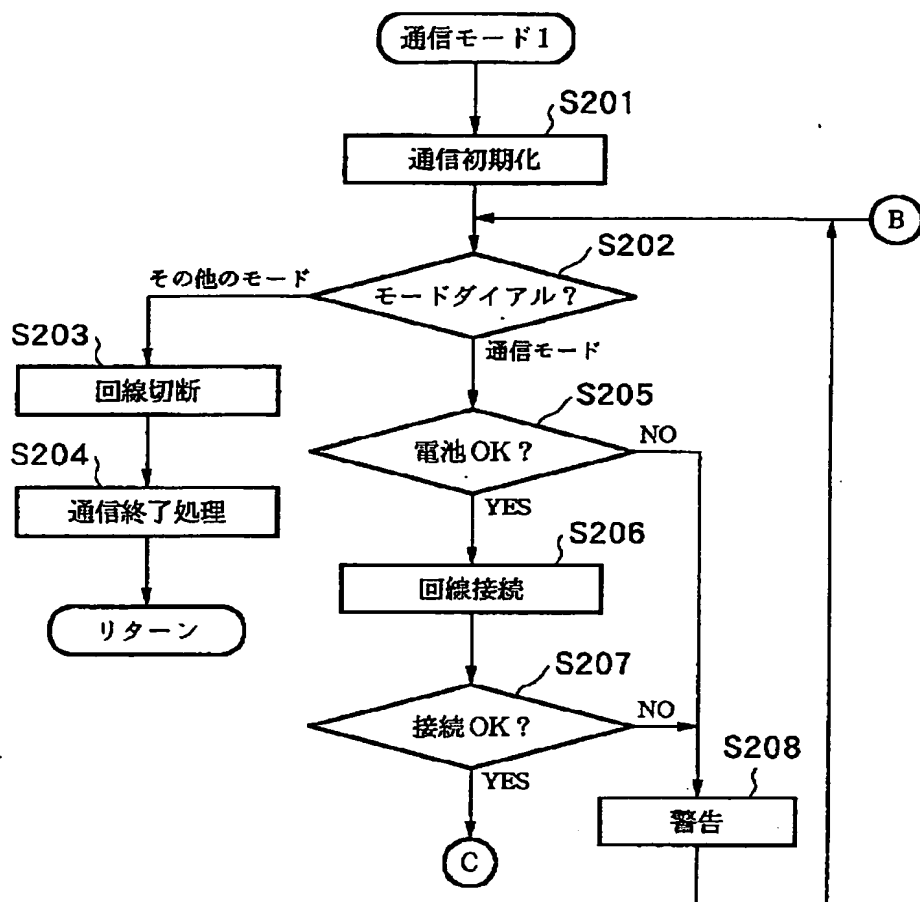 通信モード1
S201
通信初期化
B
S202
その他のモード
モードダイアル?
S203
通信モード
回線切断
S205
電池OK?
NO
S204
YES
通信終了処理
S206
回線接続
リターン
S207
接続OK?
NO
S208
YES
警告
C